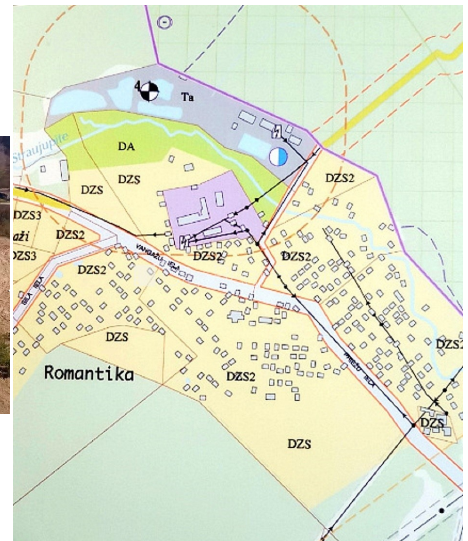 4
Ta
Straujupīte
DA
DZS2
DZS
DZS
DZS3
DZS2
aži
DZS3
DZS2
DZS2
VANGAŽU IELA
DZS2
DZS
Romantika
DZS2
DZS
DZS